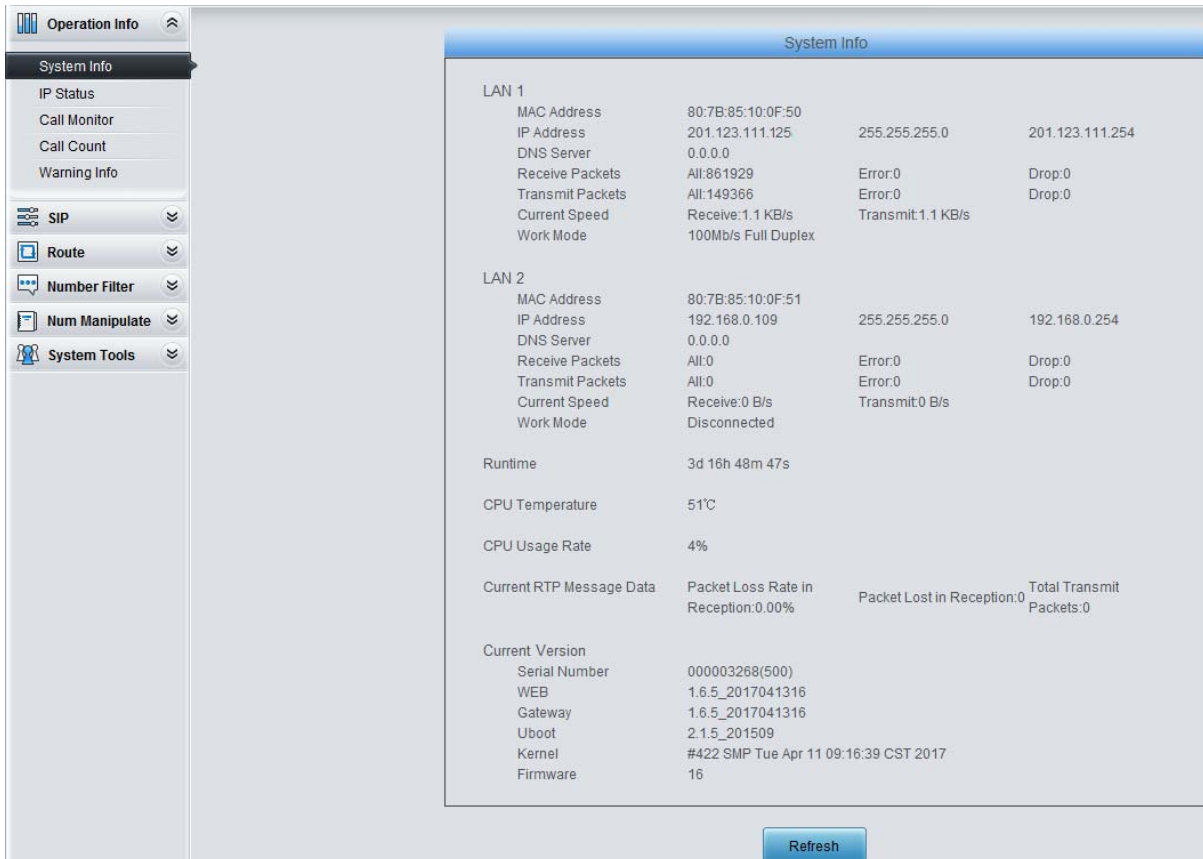 Operation Info
System Info
IP Status
Call Monitor
Call Count
Warning Info
SIP
Route
Number Filter
Num Manipulate
System Tools
System Info
LAN 1
MAC Address 80:7B:85:10:0F:50
IP Address 201.123.111.125 255.255.255.0 201.123.111.254
DNS Server 0.0.0.0
Receive Packets All:861929 Error:0 Drop:0
Transmit Packets All:149366 Error:0 Drop:0
Current Speed Receive:1.1 KB/s Transmit:1.1 KB/s
Work Mode 100Mb/s Full Duplex
LAN 2
MAC Address 80:7B:85:10:0F:51
IP Address 192.168.0.109 255.255.255.0 192.168.0.254
DNS Server 0.0.0.0
Receive Packets All:0 Error:0 Drop:0
Transmit Packets All:0 Error:0 Drop:0
Current Speed Receive:0 B/s Transmit:0 B/s
Work Mode Disconnected
Runtime 3d 16h 48m 47s
CPU Temperature 51℃
CPU Usage Rate 4%
Current RTP Message Data Packet Loss Rate in Reception:0.00% Packet Lost in Reception:0 Total Transmit Packets:0
Current Version
Serial Number 000003268(500)
WEB 1.6.5_2017041316
Gateway 1.6.5_2017041316
Uboot 2.1.5_201509
Kernel #422 SMP Tue Apr 11 09:16:39 CST 2017
Firmware 16
Refresh